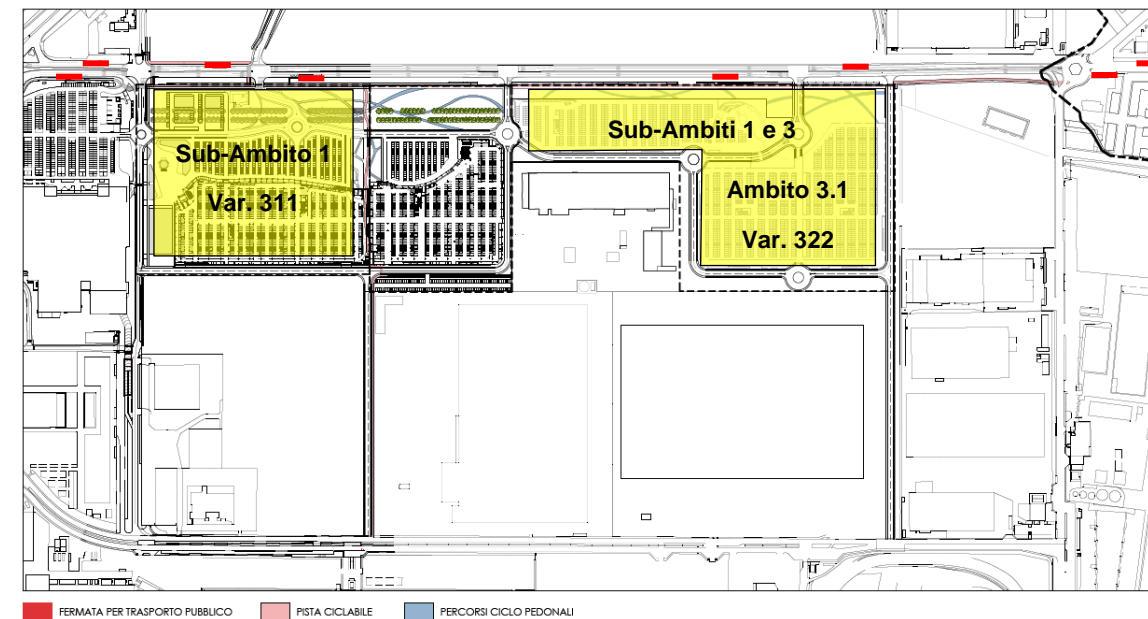 Sub-Ambito 1
Var. 311
Sub-Ambiti 1 e 3
Ambito 3.1
Var. 322
FERMATA PER TRASPORTO PUBBLICO
PISTA CICLABILE
PERCORSI CICLO PEDONALI